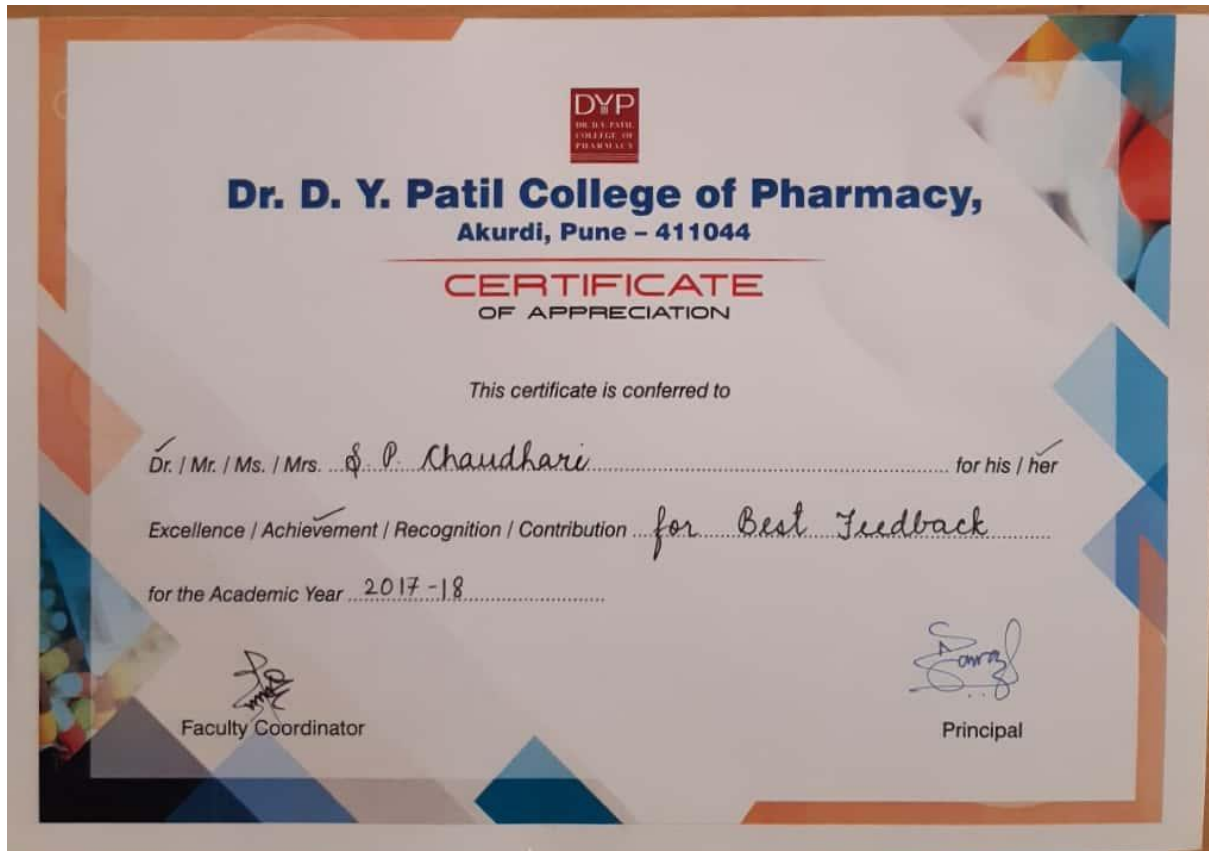 DYP
DR. D.Y. PATIL
COLLEGE OF
PHARMACY
Dr. D. Y. Patil College of Pharmacy,
Akurdi, Pune – 411044
CERTIFICATE
OF APPRECIATION
This certificate is conferred to
Dr. / Mr. / Ms. / Mrs. S. P. Chaudhari for his / her
Excellence / Achievement / Recognition / Contribution for Best Feedback
for the Academic Year 2017-18
Faculty Coordinator
Principal